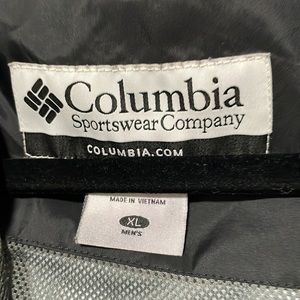 Columbia
Sportswear Company
COLUMBIA.COM
MADE IN VIETNAM
XL
MEN'S